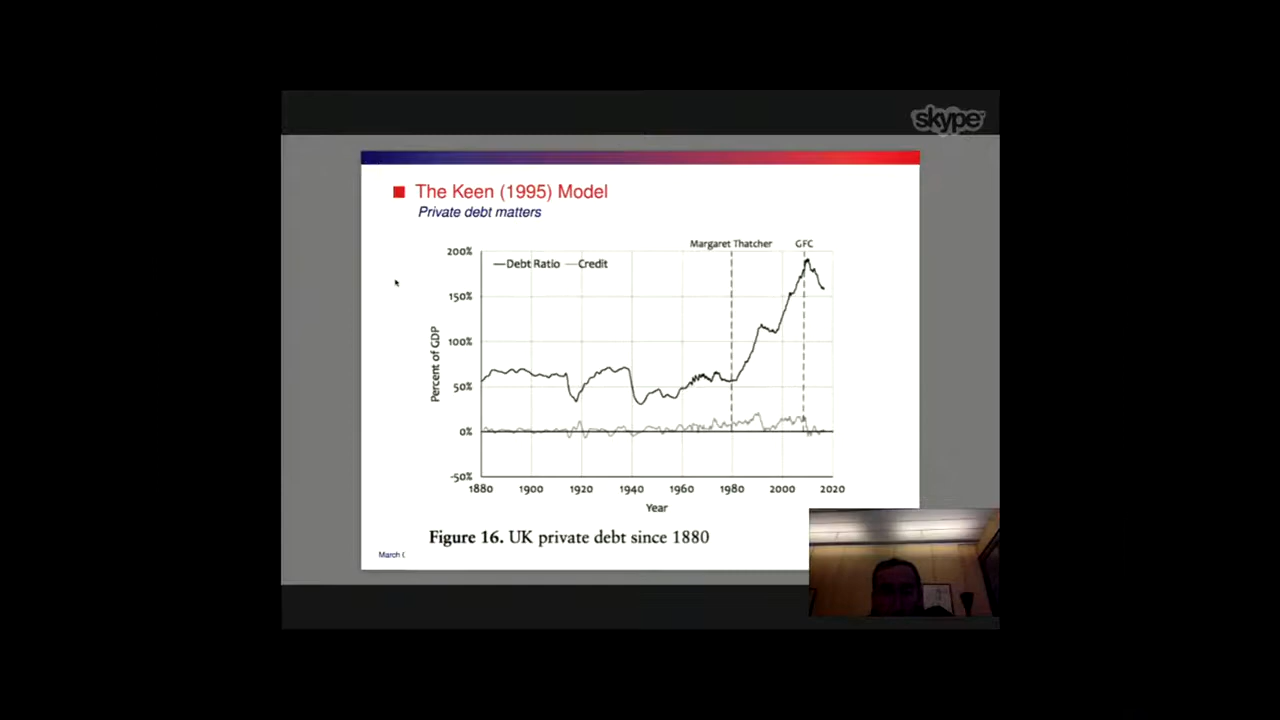 skype™
The Keen (1995) Model
Private debt matters
Margaret Thatcher GFC
200%
Debt Ratio Credit
150%
100%
50%
0%
-50%
Percent of GDP
1880 1900 1920 1940 1960 1980 2000 2020
Year
Figure 16. UK private debt since 1880
March